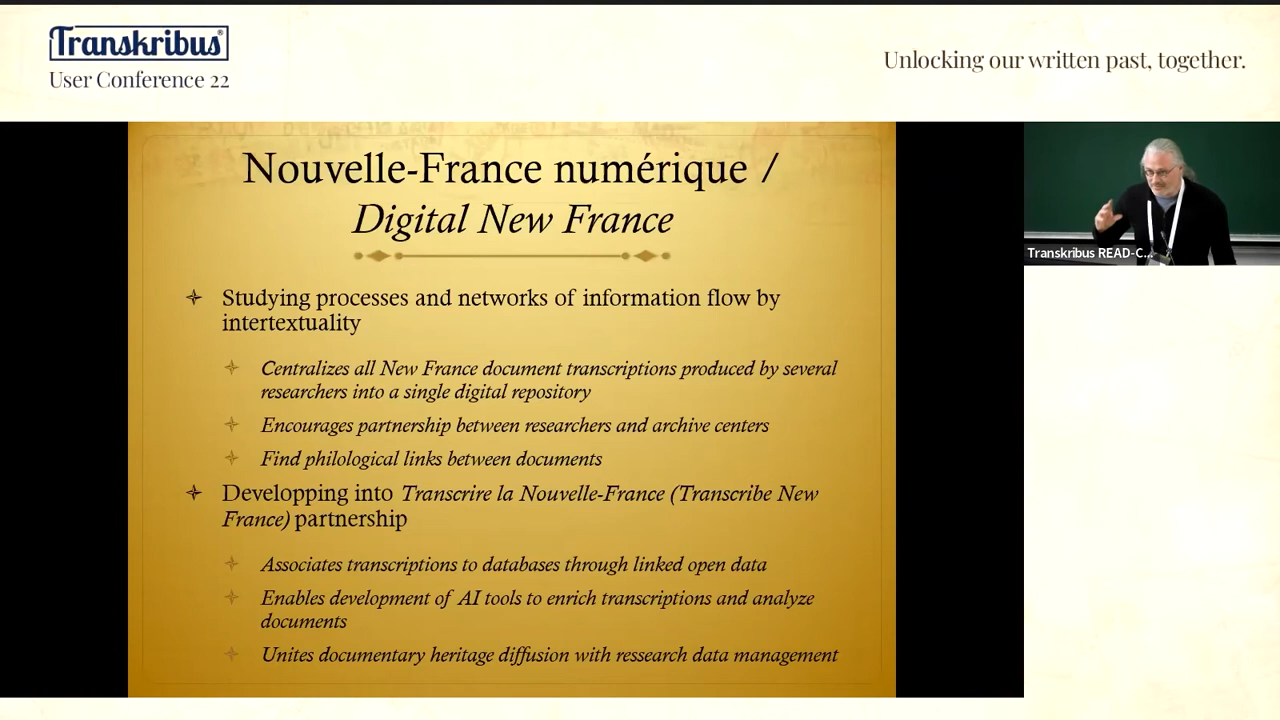 Transkribus®
User Conference 22
Unlocking our written past, together.
Nouvelle-France numérique /
Digital New France
Studying processes and networks of information flow by
intertextuality
Centralizes all New France document transcriptions produced by several
researchers into a single digital repository
Encourages partnership between researchers and archive centers
Find philological links between documents
Developping into Transcrire la Nouvelle-France (Transcribe New
France) partnership
Associates transcriptions to databases through linked open data
Enables development of AI tools to enrich transcriptions and analyze
documents
Unites documentary heritage diffusion with ressearch data management
Transkribus READ-C...